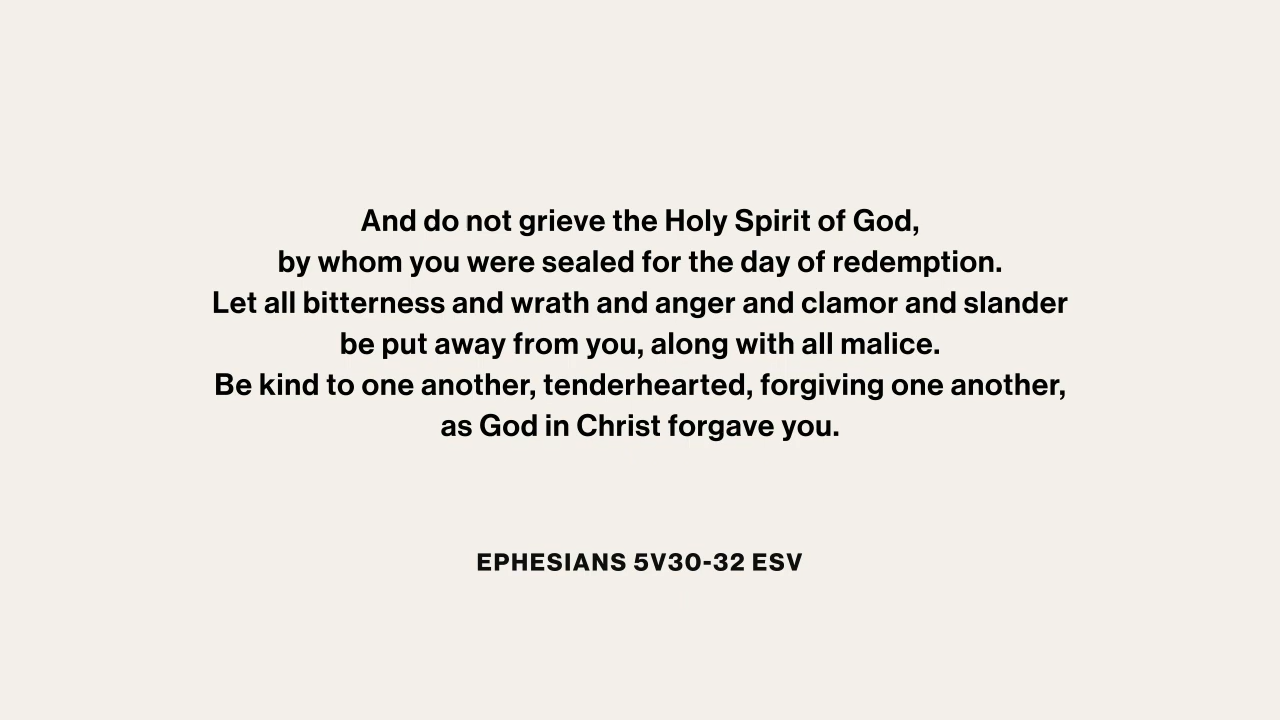 And do not grieve the Holy Spirit of God,
by whom you were sealed for the day of redemption.
Let all bitterness and wrath and anger and clamor and slander
be put away from you, along with all malice.
Be kind to one another, tenderhearted, forgiving one another,
as God in Christ forgave you.
EPHESIANS 5V30-32 ESV